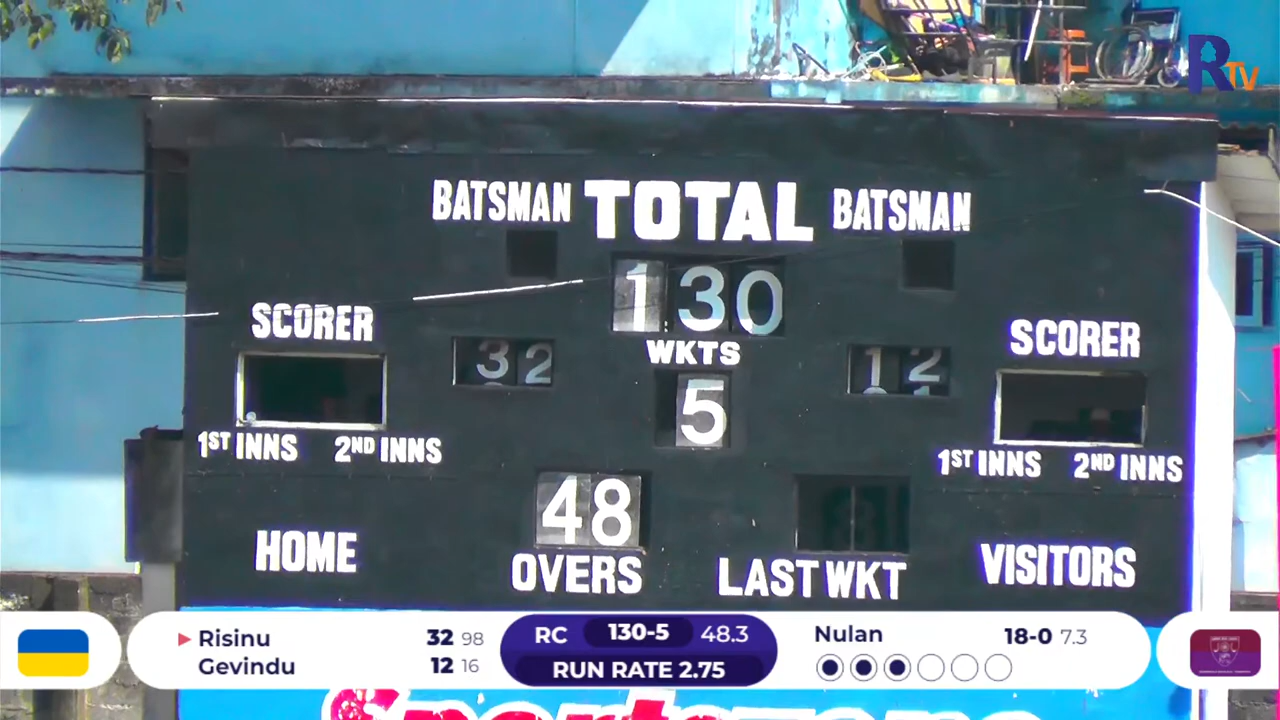 RTV
BATSMAN TOTAL BATSMAN
130
SCORER
SCORER
32
WKTS
12
5
1ST INNS 2ND INNS
1ST INNS 2ND INNS
48
HOME
OVERS
LAST WKT
VISITORS
Risinu 32 98
Gevindu 12 16
RC 130-5 48.3
RUN RATE 2.75
Nulan 18-0 7.3